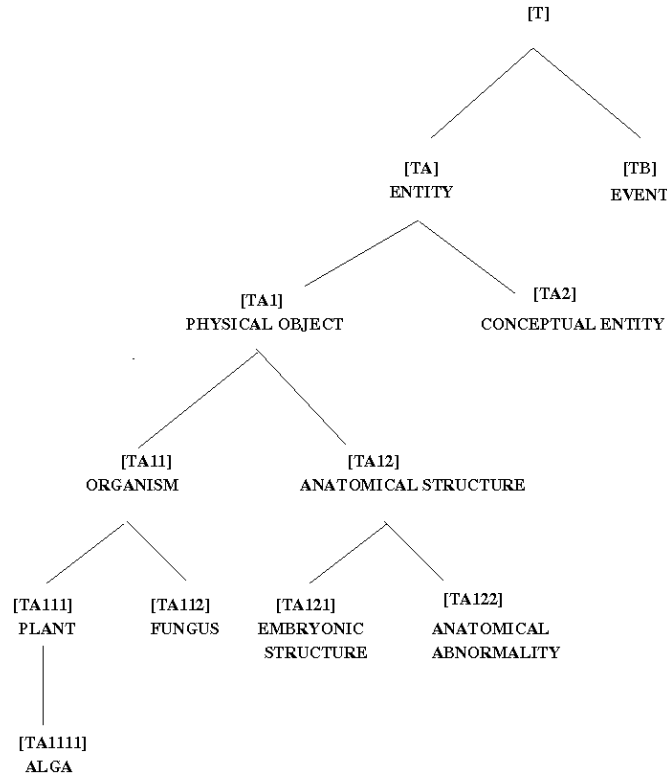 [T]
[TA]
[TB]
ENTITY
EVENT
[TA1]
[TA2]
PHYSICAL OBJECT
CONCEPTUAL ENTITY
[TA11]
[TA12]
ORGANISM
ANATOMICAL STRUCTURE
[TA111]
[TA112]
[TA121]
[TA122]
PLANT
FUNGUS
EMBRYONIC
STRUCTURE
ANATOMICAL
ABNORMALITY
[TA1111]
ALGA